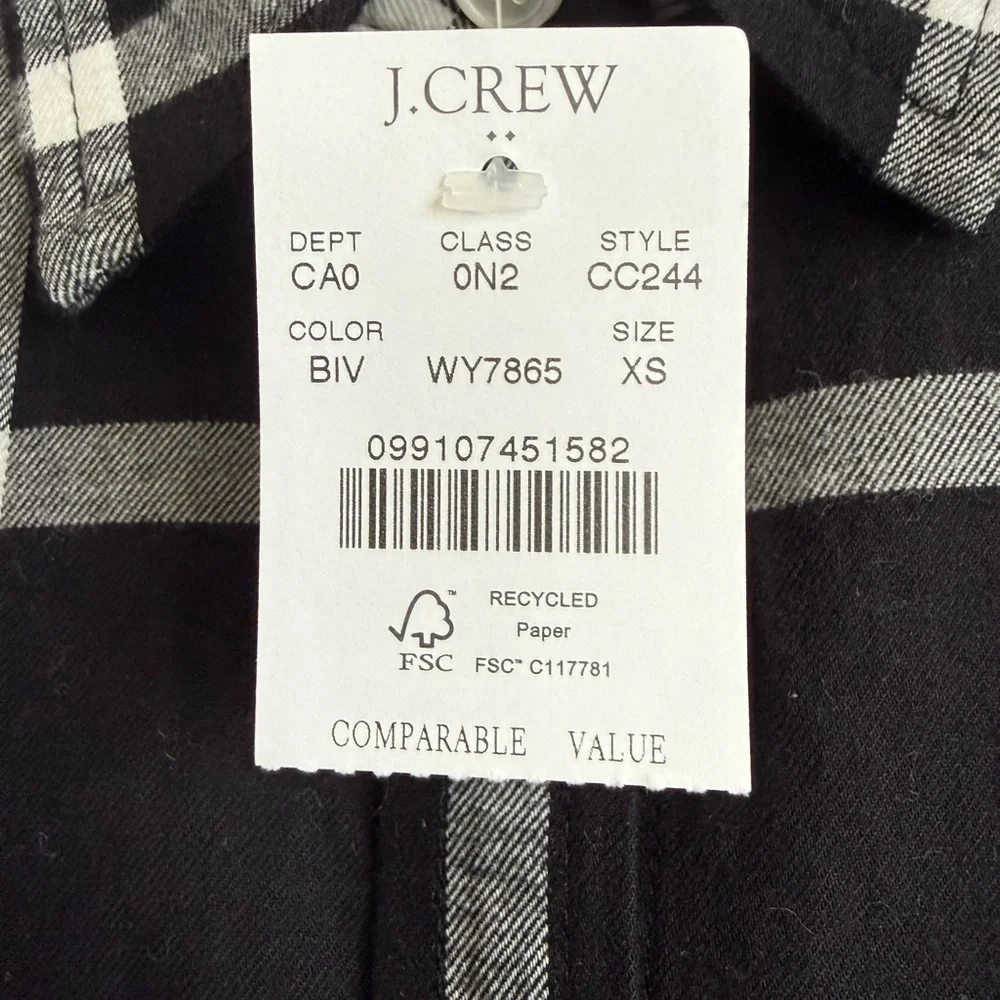 J.CREW
DEPT CLASS STYLE
CA0 0N2 CC244
COLOR SIZE
BIV WY7865 XS
099107451582
RECYCLED
Paper
FSC™ C117781
™
FSC
COMPARABLE VALUE